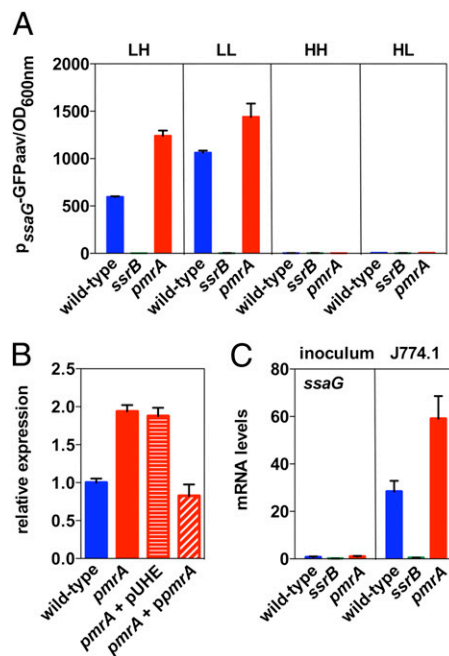 A
LH LL HH HL
p ssaG-GFPaav/OD600nm
2000
1500
1000
500
0
wild-type ssrB pmrA wild-type ssrB pmrA wild-type ssrB pmrA wild-type ssrB pmrA
B
relative expression
2.5
2.0
1.5
1.0
0.5
0.0
wild-type pmrA pmrA + pUHE pmrA + ppmrA
C
inoculum J774.1
ssaG
mRNA levels
80
60
40
20
0
wild-type ssrB pmrA wild-type ssrB pmrA